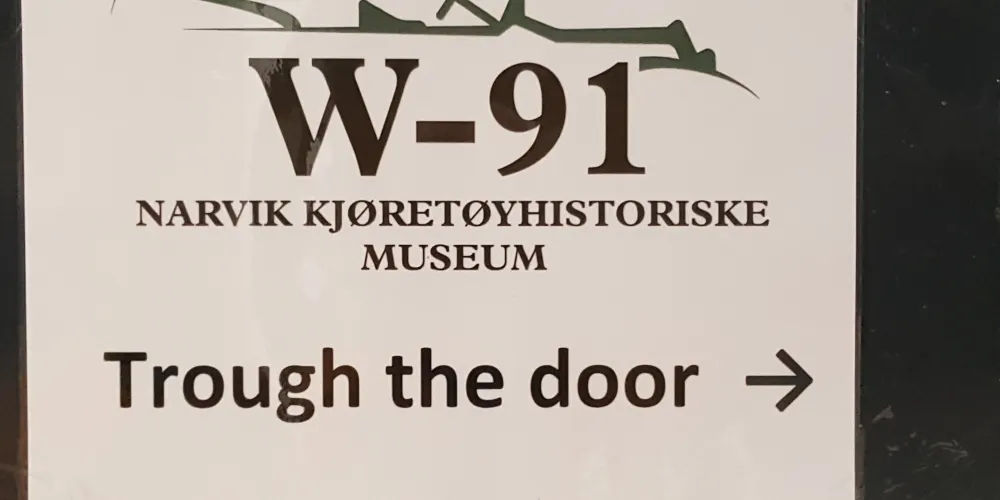 W-91
NARVIK KJØRETØYHISTORISKE
MUSEUM
Trough the door →